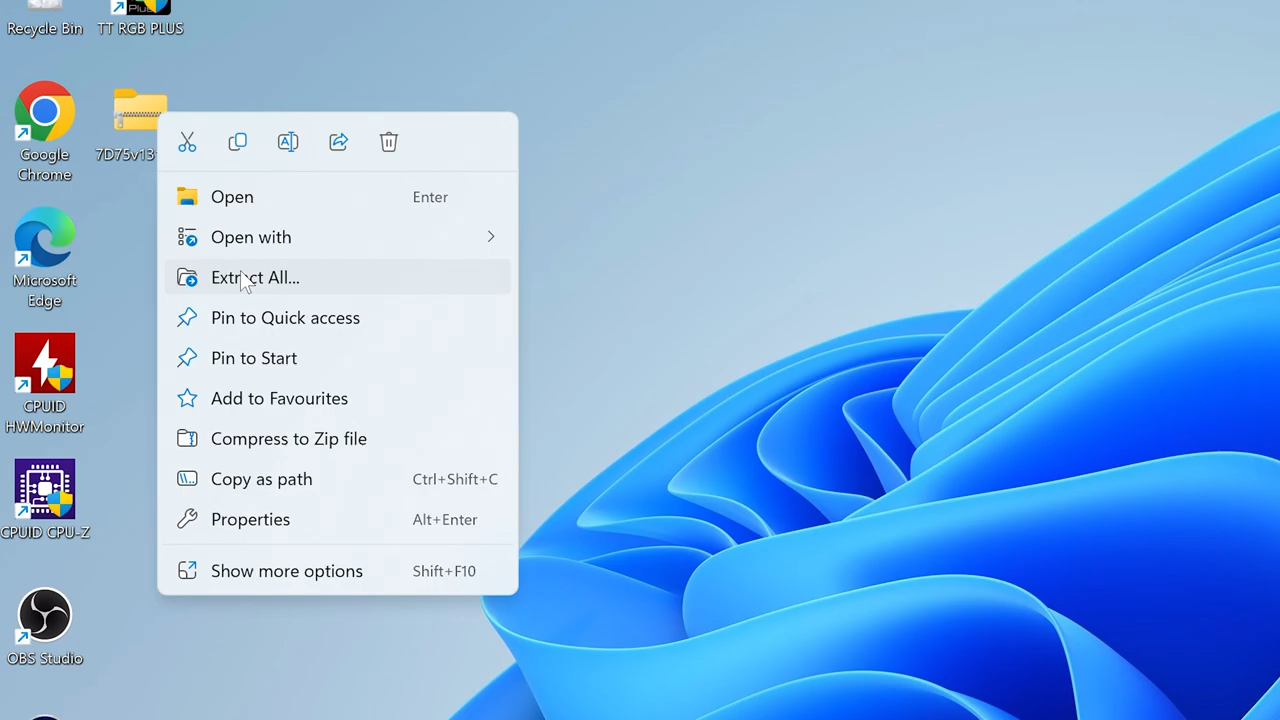 Recycle Bin
TT RGB PLUS
Google
Chrome
7D75v13
Microsoft
Edge
CPUID
HWMonitor
CPUID CPU-Z
OBS Studio
Open Enter
Open with
Extract All...
Pin to Quick access
Pin to Start
Add to Favourites
Compress to Zip file
Copy as path Ctrl+Shift+C
Properties Alt+Enter
Show more options Shift+F10